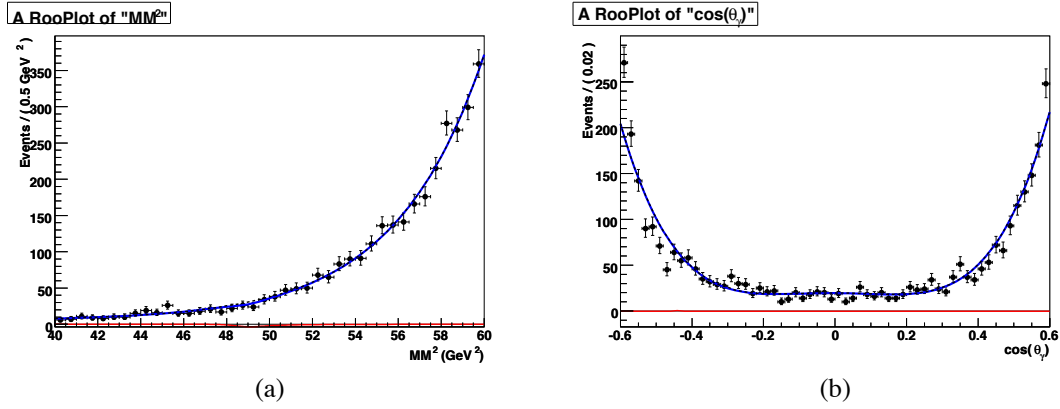 A RooPlot of "MM²"
Events / ( 0.5 GeV ² )
350
300
250
200
150
100
50
0
40 42 44 46 48 50 52 54 56 58 60
MM² (GeV²)
(a)
A RooPlot of "cos(θγ)"
Events / ( 0.02 )
250
200
150
100
50
0
-0.6 -0.4 -0.2 0 0.2 0.4 0.6
cos(θγ)
(b)